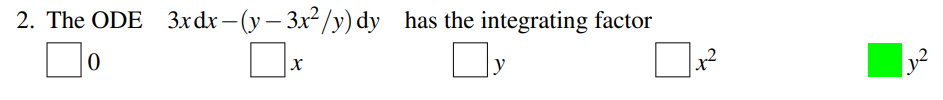 2. The ODE 3x dx − (y − 3x²/y) dy has the integrating factor
0 x y x² y²